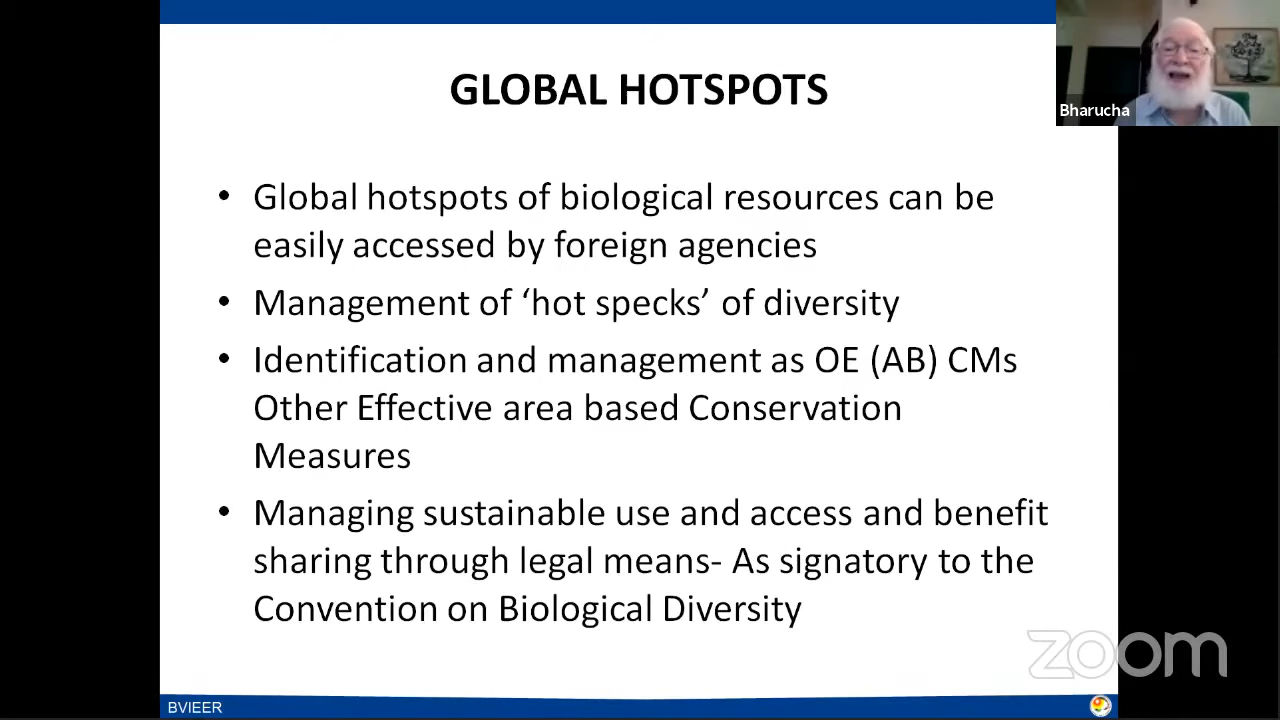 GLOBAL HOTSPOTS
Bharucha
• Global hotspots of biological resources can be
easily accessed by foreign agencies
• Management of ‘hot specks’ of diversity
• Identification and management as OE (AB) CMs
Other Effective area based Conservation
Measures
• Managing sustainable use and access and benefit
sharing through legal means- As signatory to the
Convention on Biological Diversity
zoom
BVIEER